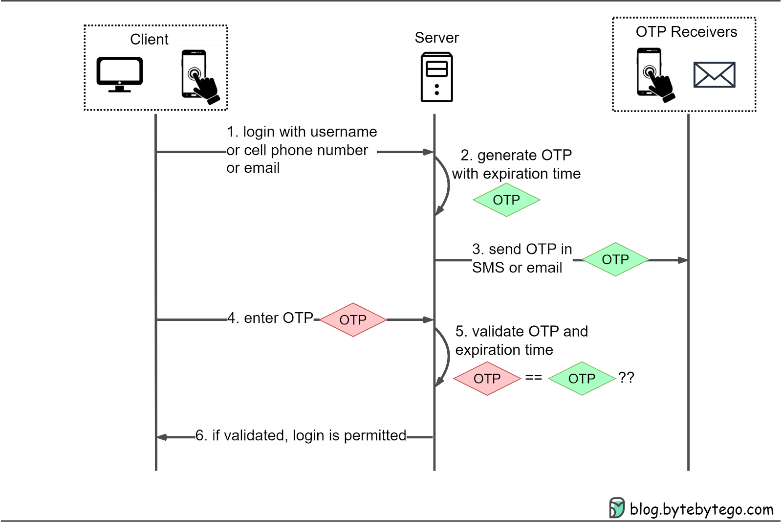 Client
Server
OTP Receivers
1. login with username
or cell phone number
or email
2. generate OTP
with expiration time
OTP
3. send OTP in
SMS or email
OTP
4. enter OTP
OTP
5. validate OTP and
expiration time
OTP == OTP ??
6. if validated, login is permitted
blog.bytebytego.com